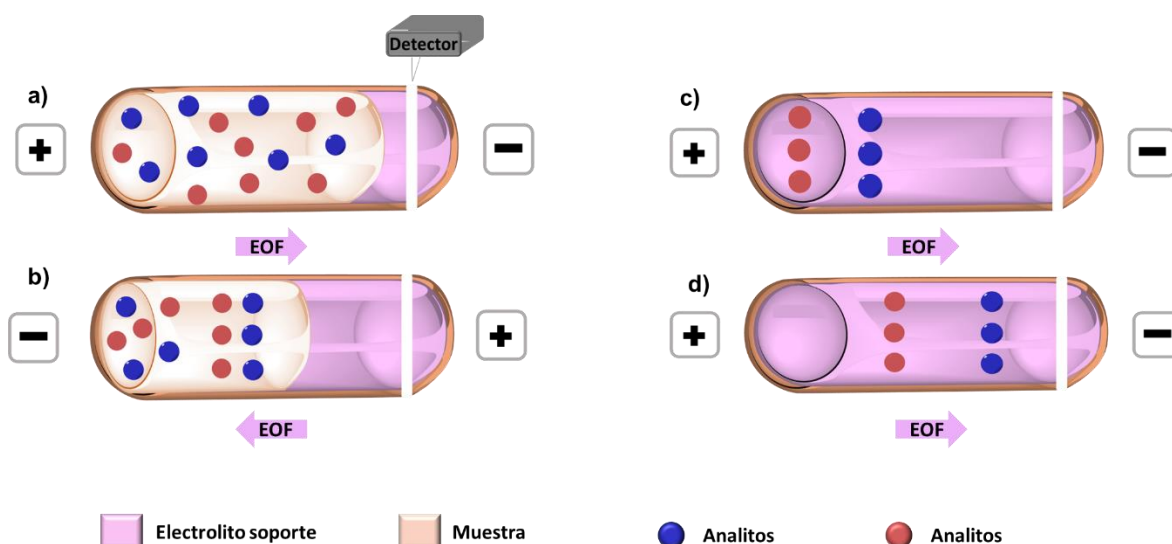 Detector
a)
+
-
EOF
b)
-
+
EOF
c)
+
-
EOF
d)
+
-
EOF
Electrolito soporte
Muestra
Analitos
Analitos